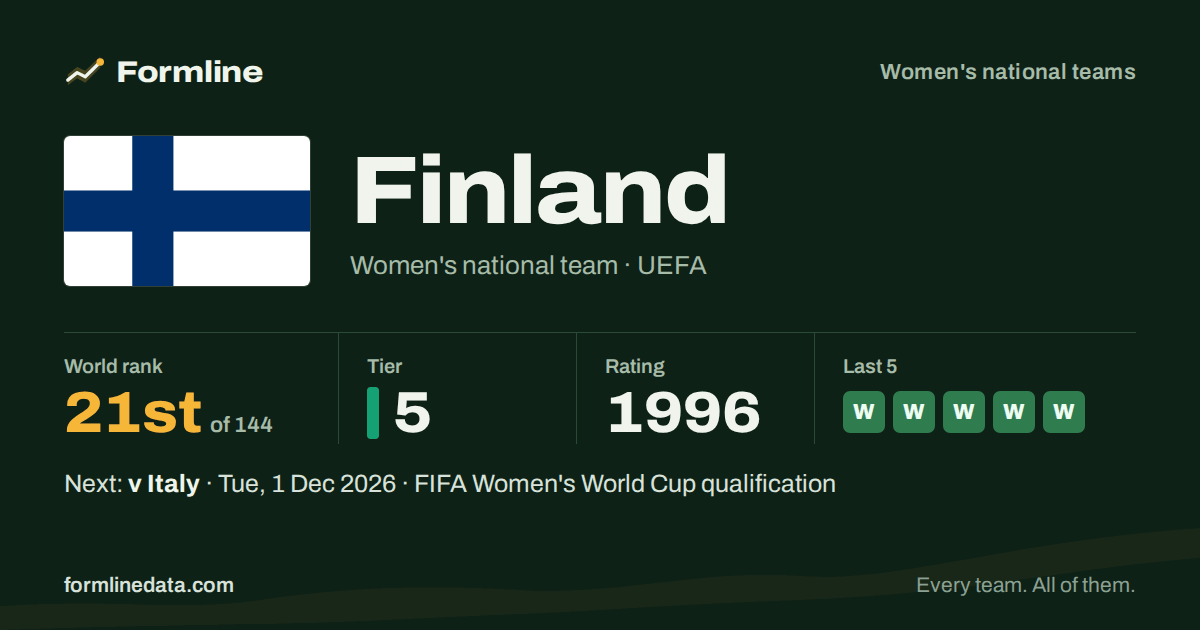 Formline
Women's national teams
Finland
Women's national team · UEFA
World rank
21st of 144
Tier
5
Rating
1996
Last 5
W W W W W
Next: v Italy · Tue, 1 Dec 2026 · FIFA Women's World Cup qualification
formlinedata.com
Every team. All of them.